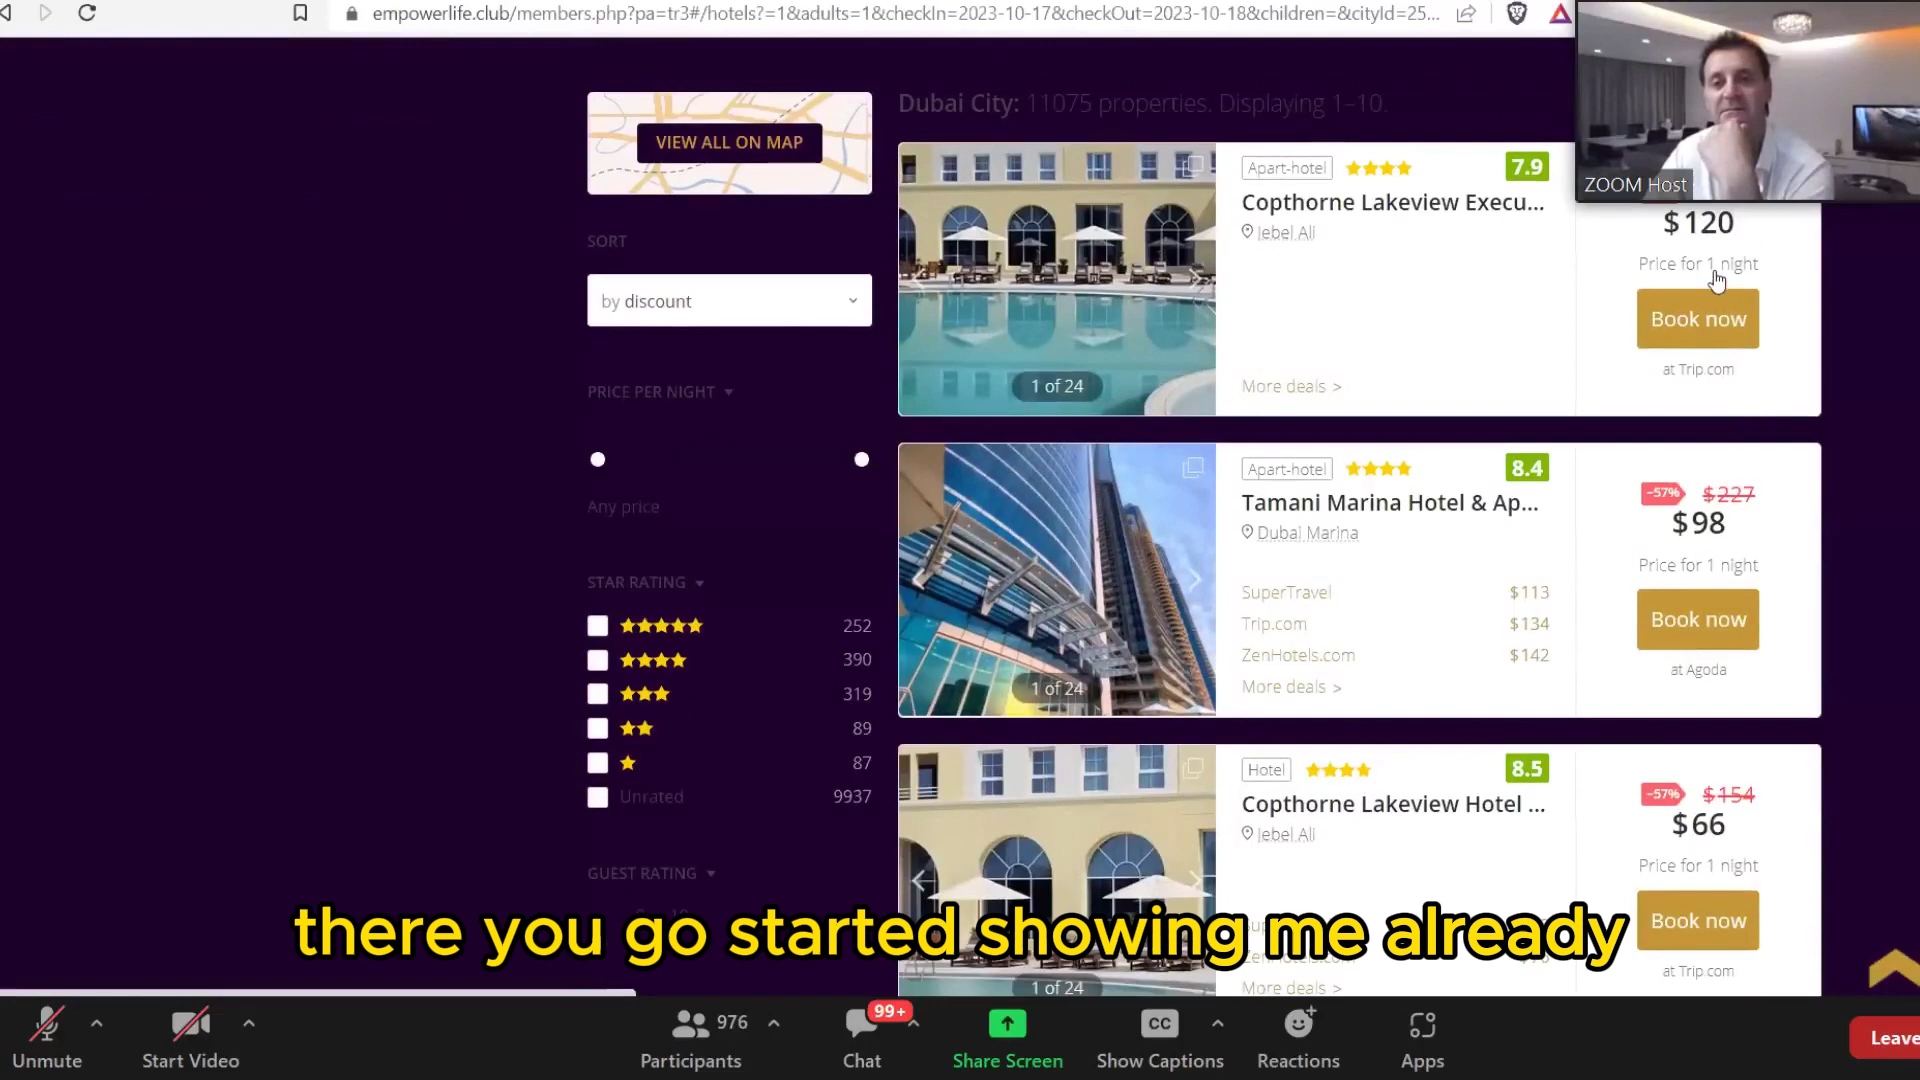 empowerlife.club/members.php?pa=tr3#/hotels?=1&adults=1&checkIn=2023-10-17&checkOut=2023-10-18&children=&cityId=25...
ZOOM Host
VIEW ALL ON MAP
SORT
by discount
PRICE PER NIGHT
Any price
STAR RATING
252
390
319
89
87
Unrated 9937
GUEST RATING
Dubai City: 11075 properties. Displaying 1–10.
Apart-hotel 7.9
Copthorne Lakeview Execu...
Jebel Ali
More deals >
1 of 24
$120
Price for 1 night
Book now
at Trip.com
Apart-hotel 8.4
Tamani Marina Hotel & Ap...
Dubai Marina
SuperTravel $113
Trip.com $134
ZenHotels.com $142
More deals >
1 of 24
-57% $227
$98
Price for 1 night
Book now
at Agoda
Hotel 8.5
Copthorne Lakeview Hotel ...
Jebel Ali
More deals >
1 of 24
-57% $154
$66
Price for 1 night
Book now
at Trip.com
there you go started showing me already
Unmute
Start Video
976
Participants
99+
Chat
Share Screen
CC
Show Captions
Reactions
Apps
Leave